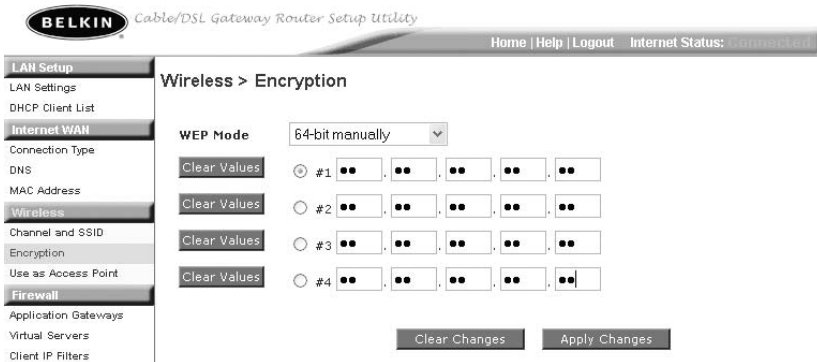 BELKIN Cable/DSL Gateway Router Setup Utility
Home | Help | Logout Internet Status: Connected
LAN Setup
LAN Settings
DHCP Client List
Internet WAN
Connection Type
DNS
MAC Address
Wireless
Channel and SSID
Encryption
Use as Access Point
Firewall
Application Gateways
Virtual Servers
Client IP Filters
Wireless > Encryption
WEP Mode 64-bit manually
Clear Values #1 •• . •• . •• . •• . ••
Clear Values #2 •• . •• . •• . •• . ••
Clear Values #3 •• . •• . •• . •• . ••
Clear Values #4 •• . •• . •• . •• . ••
Clear Changes Apply Changes